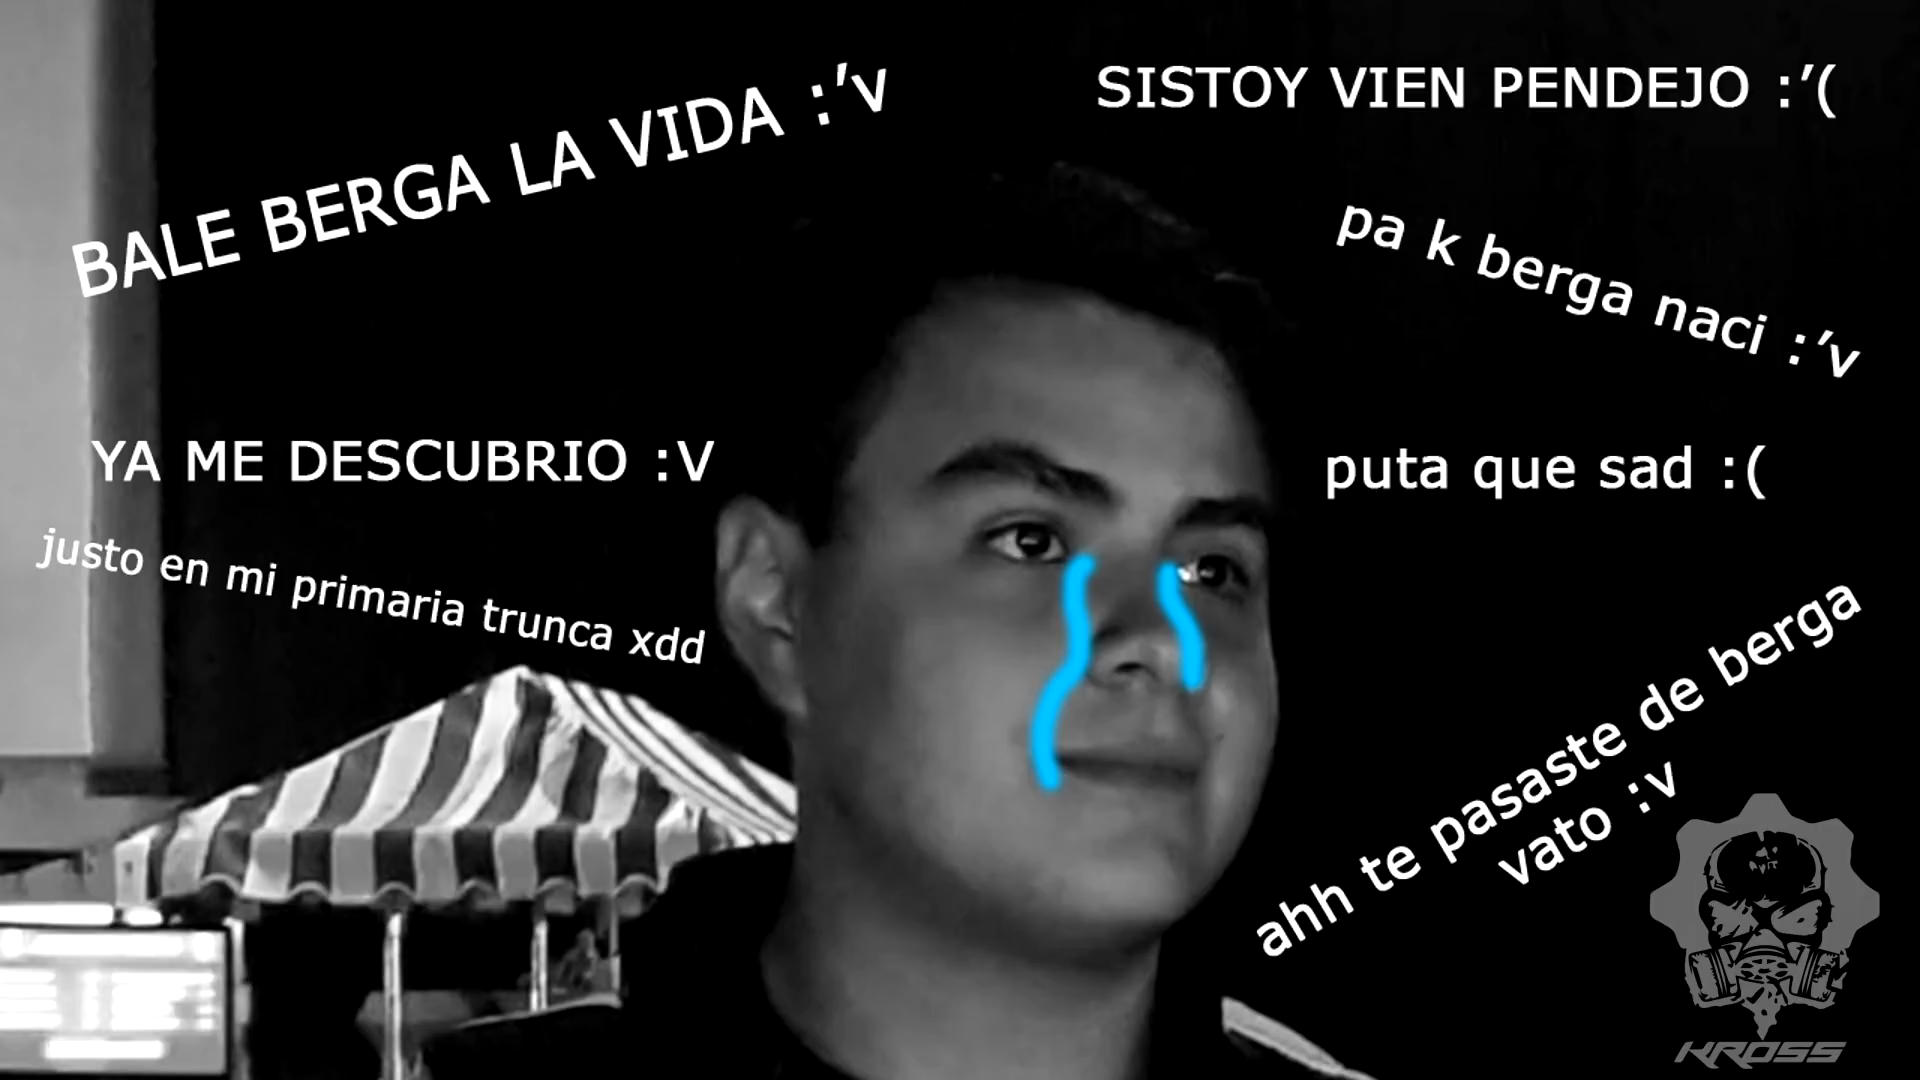 BALE BERGA LA VIDA :'v
SISTOY VIEN PENDEJO :'(
pa k berga naci :'v
YA ME DESCUBRIO :V
puta que sad :(
justo en mi primaria trunca xdd
ahh te pasaste de berga
vato :v
KROSS